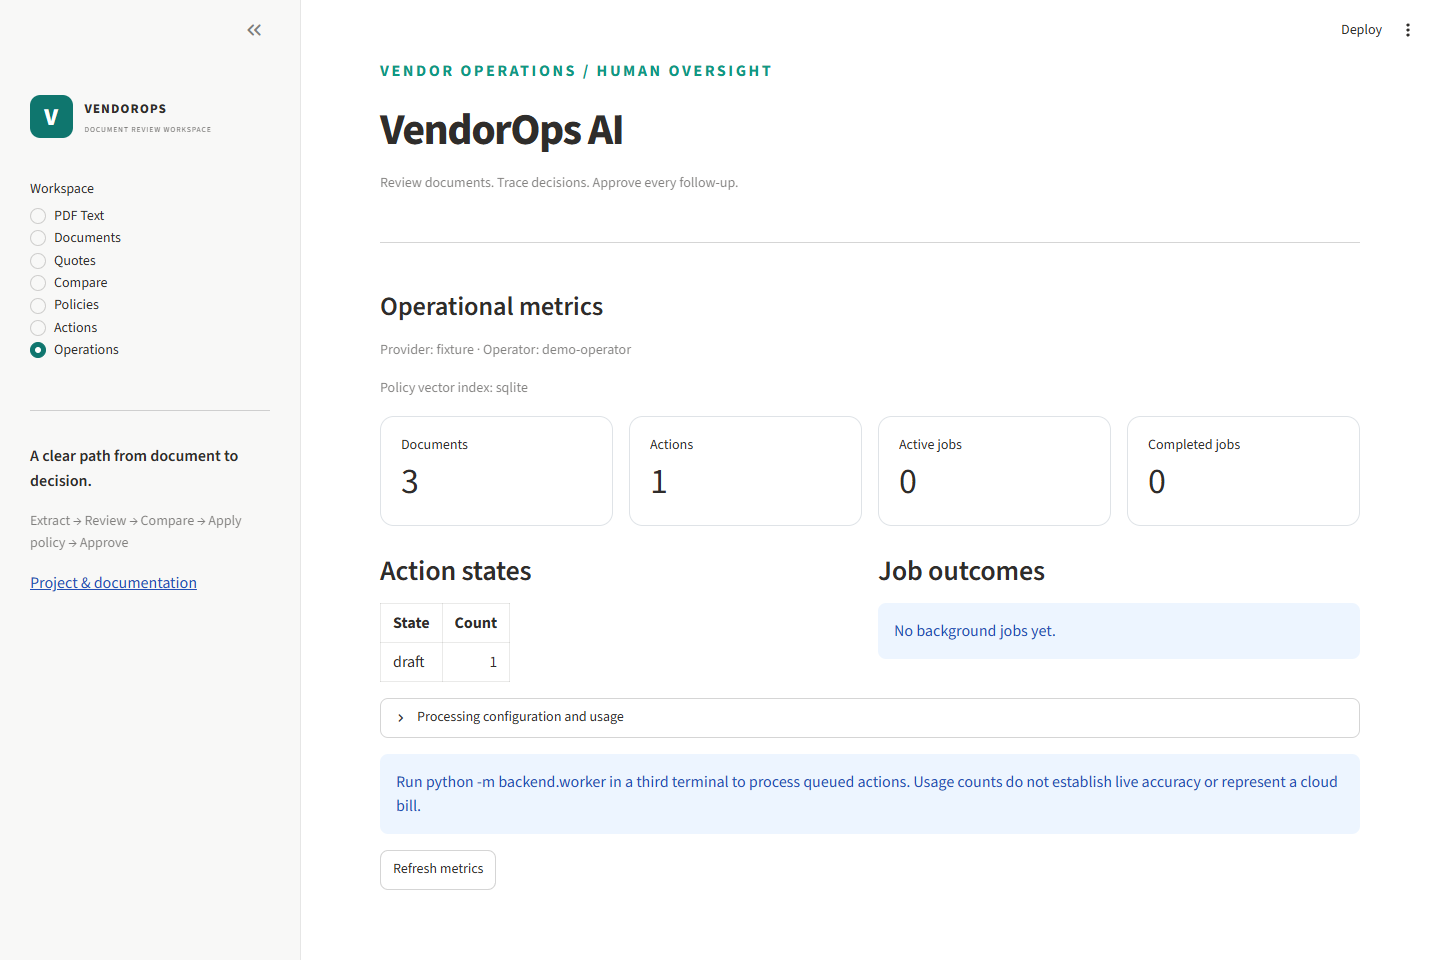 V
VENDOROPS
DOCUMENT REVIEW WORKSPACE
Workspace
PDF Text
Documents
Quotes
Compare
Policies
Actions
Operations
A clear path from document to
decision.
Extract → Review → Compare → Apply
policy → Approve
Project & documentation
Deploy
VENDOR OPERATIONS / HUMAN OVERSIGHT
VendorOps AI
Review documents. Trace decisions. Approve every follow-up.
Operational metrics
Provider: fixture · Operator: demo-operator
Policy vector index: sqlite
Documents
3
Actions
1
Active jobs
0
Completed jobs
0
Action states
State Count
draft 1
Job outcomes
No background jobs yet.
Processing configuration and usage
Run python -m backend.worker in a third terminal to process queued actions. Usage counts do not establish live accuracy or represent a cloud
bill.
Refresh metrics